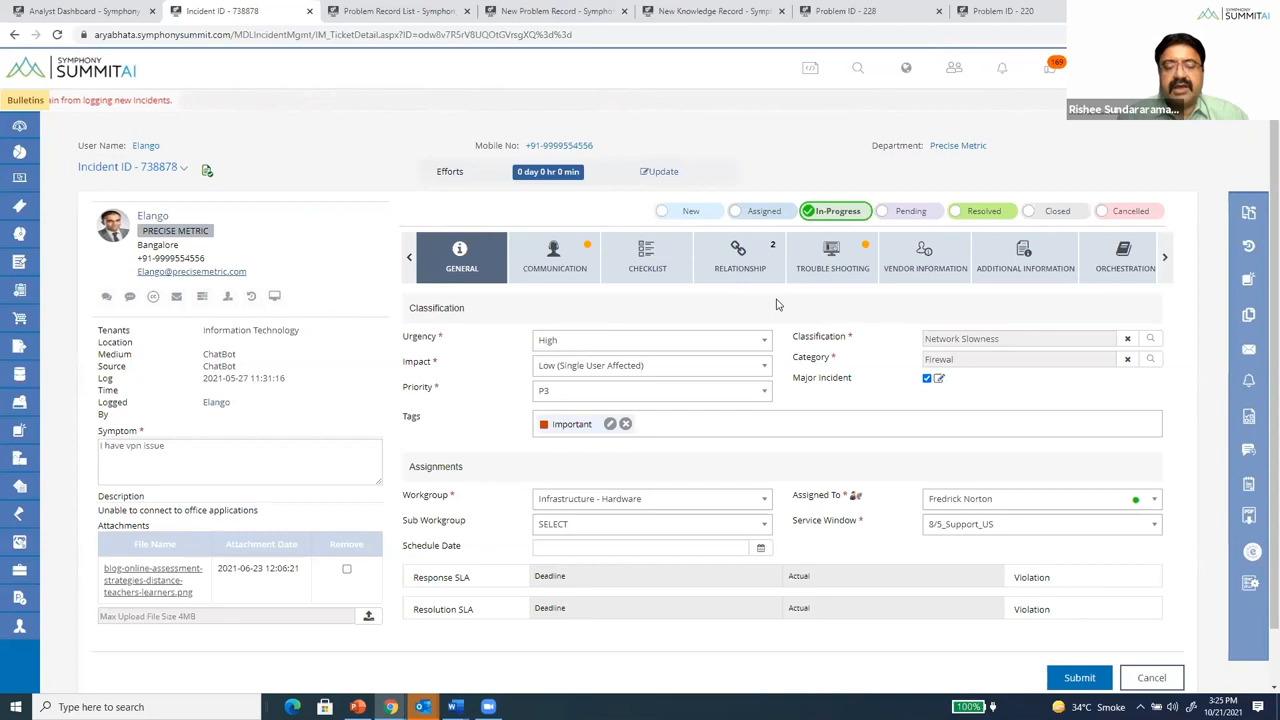 Analyst Dashboard - Symphony
Incident ID - 738878
Problem Record List - Symphony
New Problem Record - Symphony
New Knowledge Record - Sympl
Problem ID - 228
Problem ID - 220
aryabhata.symphonysummit.com/MDLIncidentMgmt/IM_TicketDetail.aspx?ID=odw8v7R5rV8UQOtGVrsgXQ%3d%3d
SYMPHONY
SUMMITAI
SYMPHONY
SUMMITAI
169
Rishee Sundararama...
Bulletins
ain from logging new Incidents.
User Name: Elango
Mobile No: +91-9999554556
Department: Precise Metric
Incident ID - 738878
Efforts 0 day 0 hr 0 min Update
New Assigned In-Progress Pending Resolved Closed Cancelled
Elango
PRECISE METRIC
Bangalore
+91-9999554556
Elango@precisemetric.com
GENERAL
COMMUNICATION
CHECKLIST
2
RELATIONSHIP
TROUBLE SHOOTING
VENDOR INFORMATION
ADDITIONAL INFORMATION
ORCHESTRATION
Tenants Information Technology
Location
Medium ChatBot
Source ChatBot
Log 2021-05-27 11:31:16
Time
Logged Elango
By
Symptom *
I have vpn issue
Description
Unable to connect to office applications
Attachments
File Name Attachment Date Remove
blog-online-assessment- 2021-06-23 12:06:21
strategies-distance-
teachers-learners.png
Max Upload File Size 4MB
Classification
Urgency * High
Classification * Network Slowness
Impact * Low (Single User Affected)
Category * Firewal
Priority * P3
Major Incident
Tags Important
Assignments
Workgroup * Infrastructure - Hardware
Assigned To * Fredrick Norton
Sub Workgroup SELECT
Service Window * 8/5_Support_US
Schedule Date
Response SLA Deadline Actual Violation
Resolution SLA Deadline Actual Violation
Submit Cancel
Type here to search
100%
34°C Smoke
3:25 PM
10/21/2021